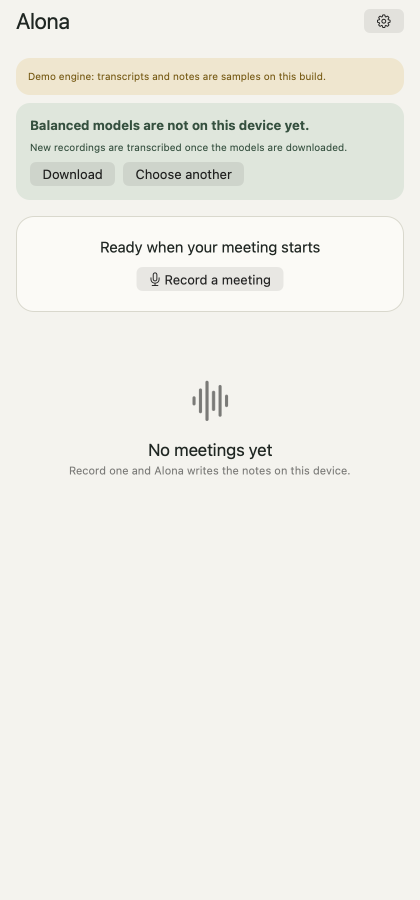 Alona
Demo engine: transcripts and notes are samples on this build.
Balanced models are not on this device yet.
New recordings are transcribed once the models are downloaded.
Download
Choose another
Ready when your meeting starts
Record a meeting
No meetings yet
Record one and Alona writes the notes on this device.